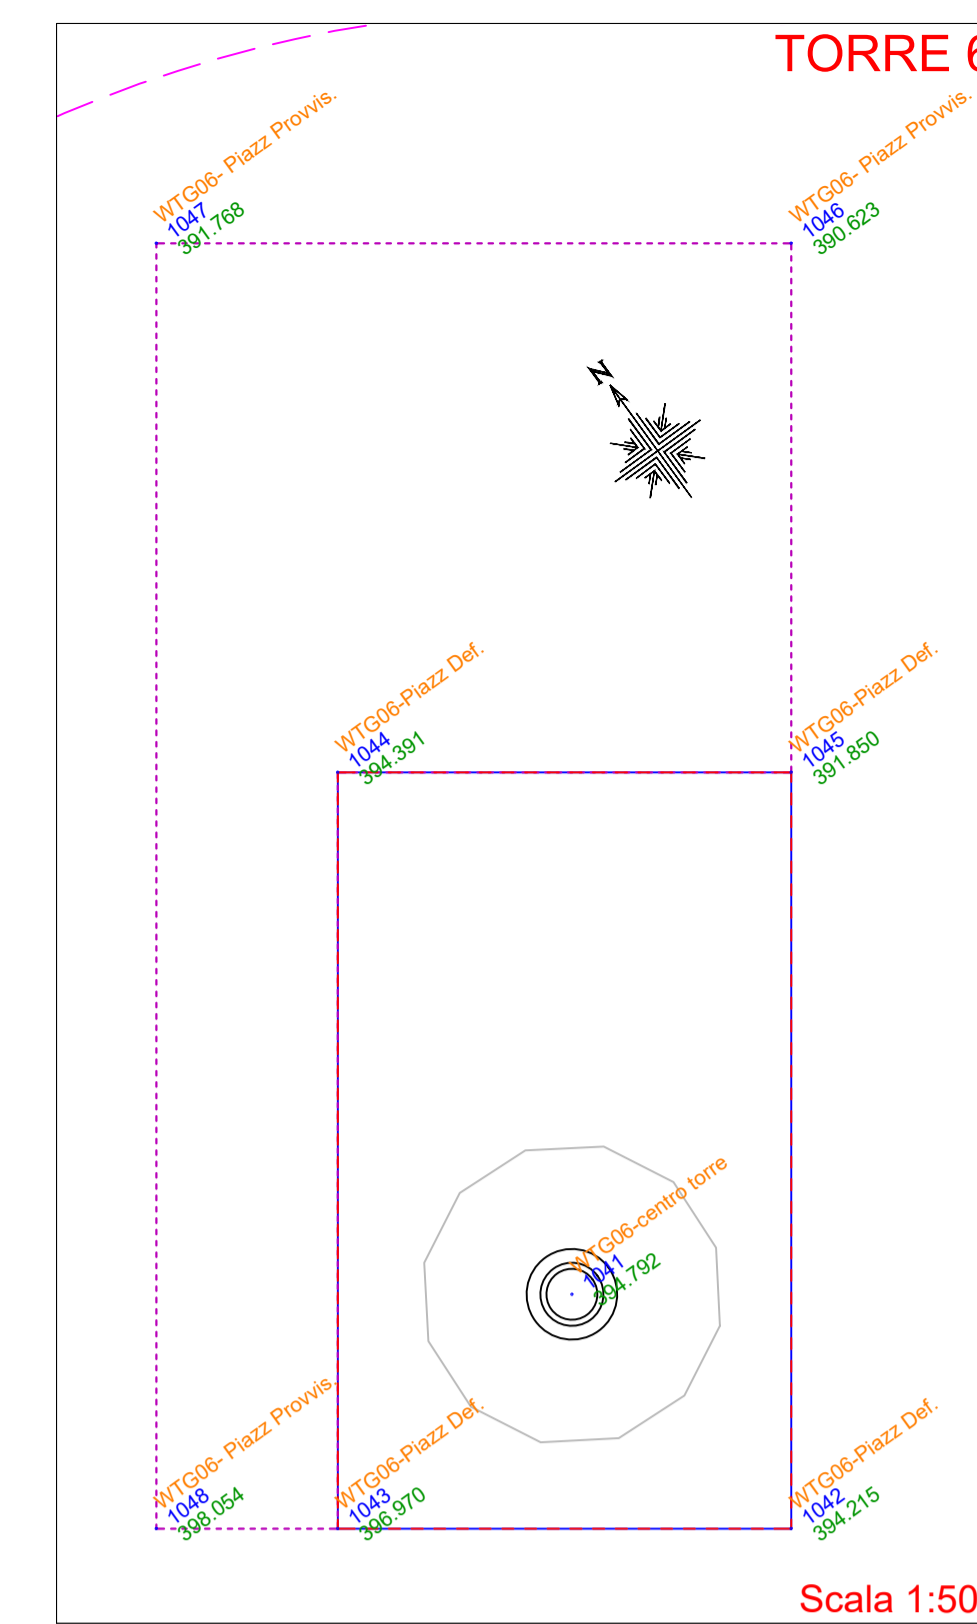 TORRE 6
WTG06- Piazz Provvis.
1047
391.768
WTG06- Piazz Provvis.
1046
390.623
N
WTG06-Piazz Def.
1044
394.391
WTG06-Piazz Def.
1045
391.850
WTG06-centro torre
1041
394.792
WTG06- Piazz Provvis.
1048
398.054
WTG06-Piazz Def.
1043
396.970
WTG06-Piazz Def.
1042
394.215
Scala 1:50